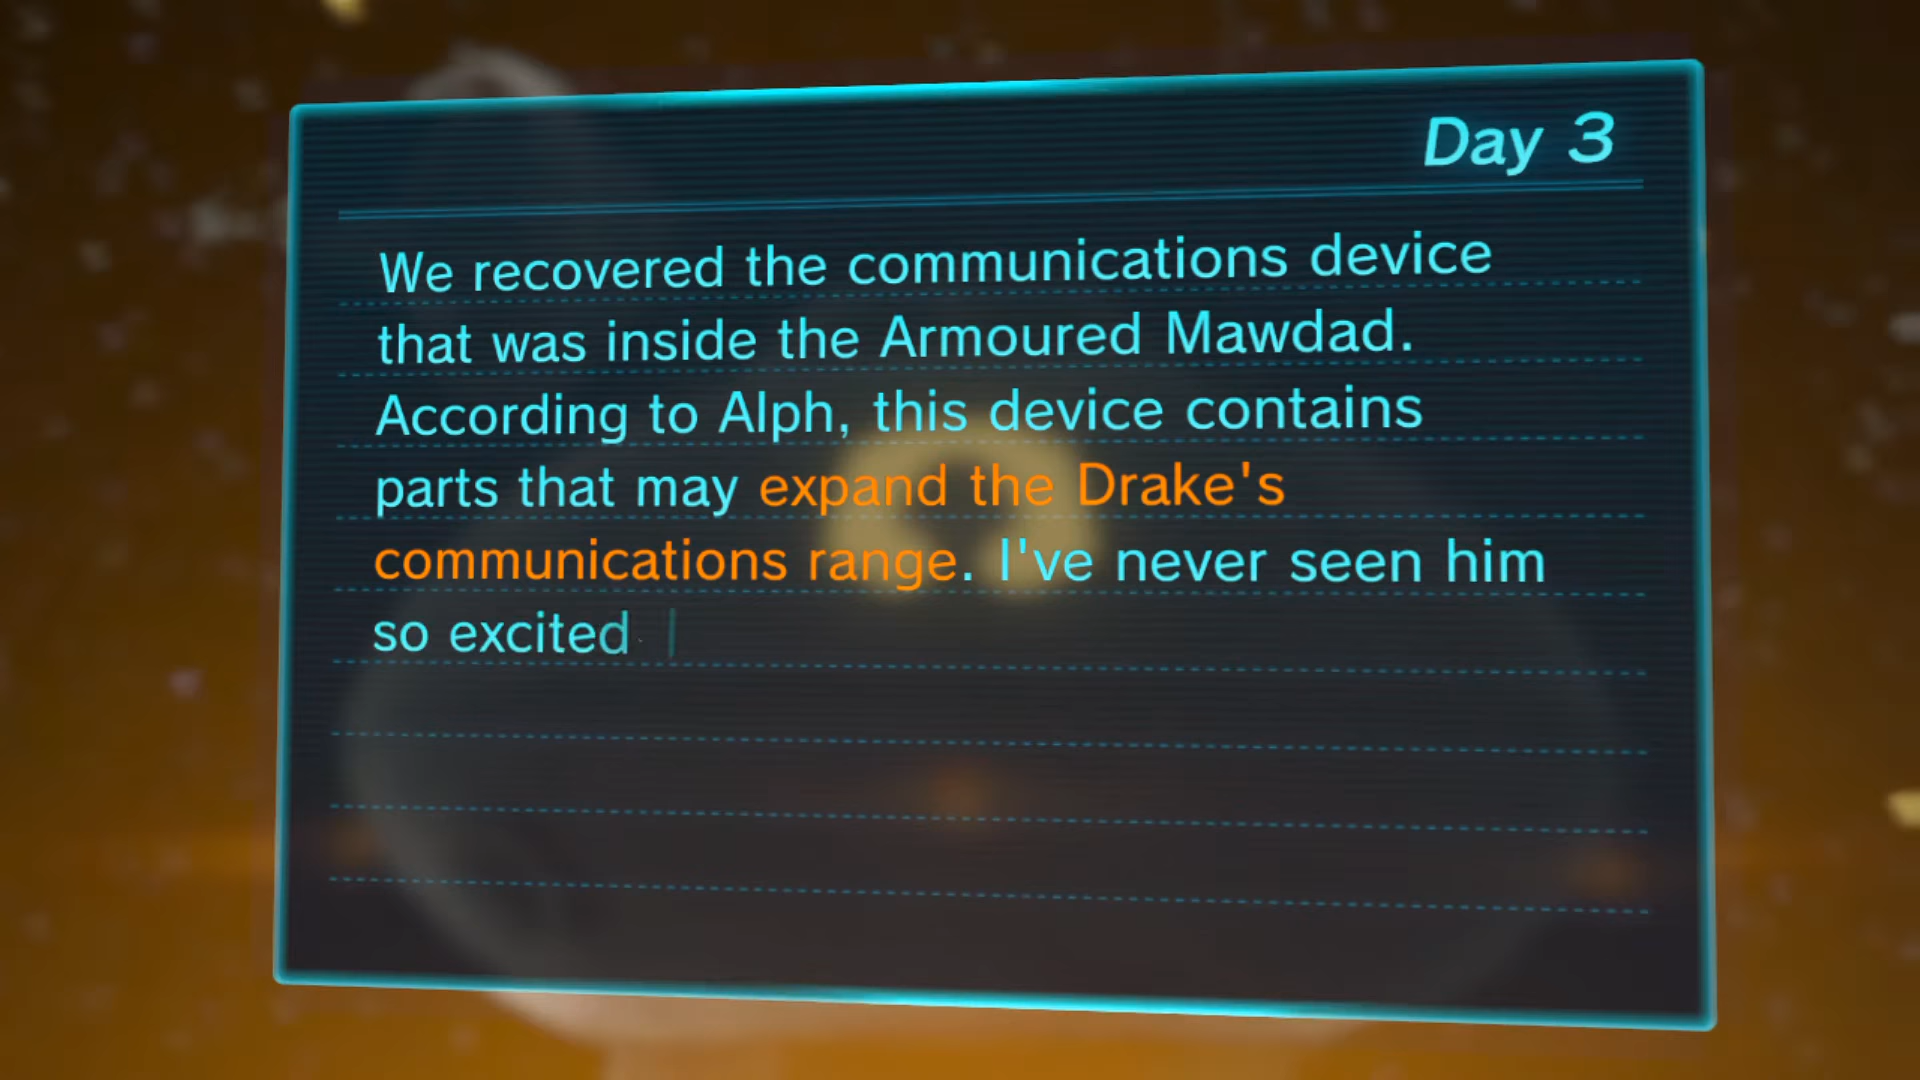 Day 3
We recovered the communications device
that was inside the Armoured Mawdad.
According to Alph, this device contains
parts that may expand the Drake's
communications range. I've never seen him
so excited